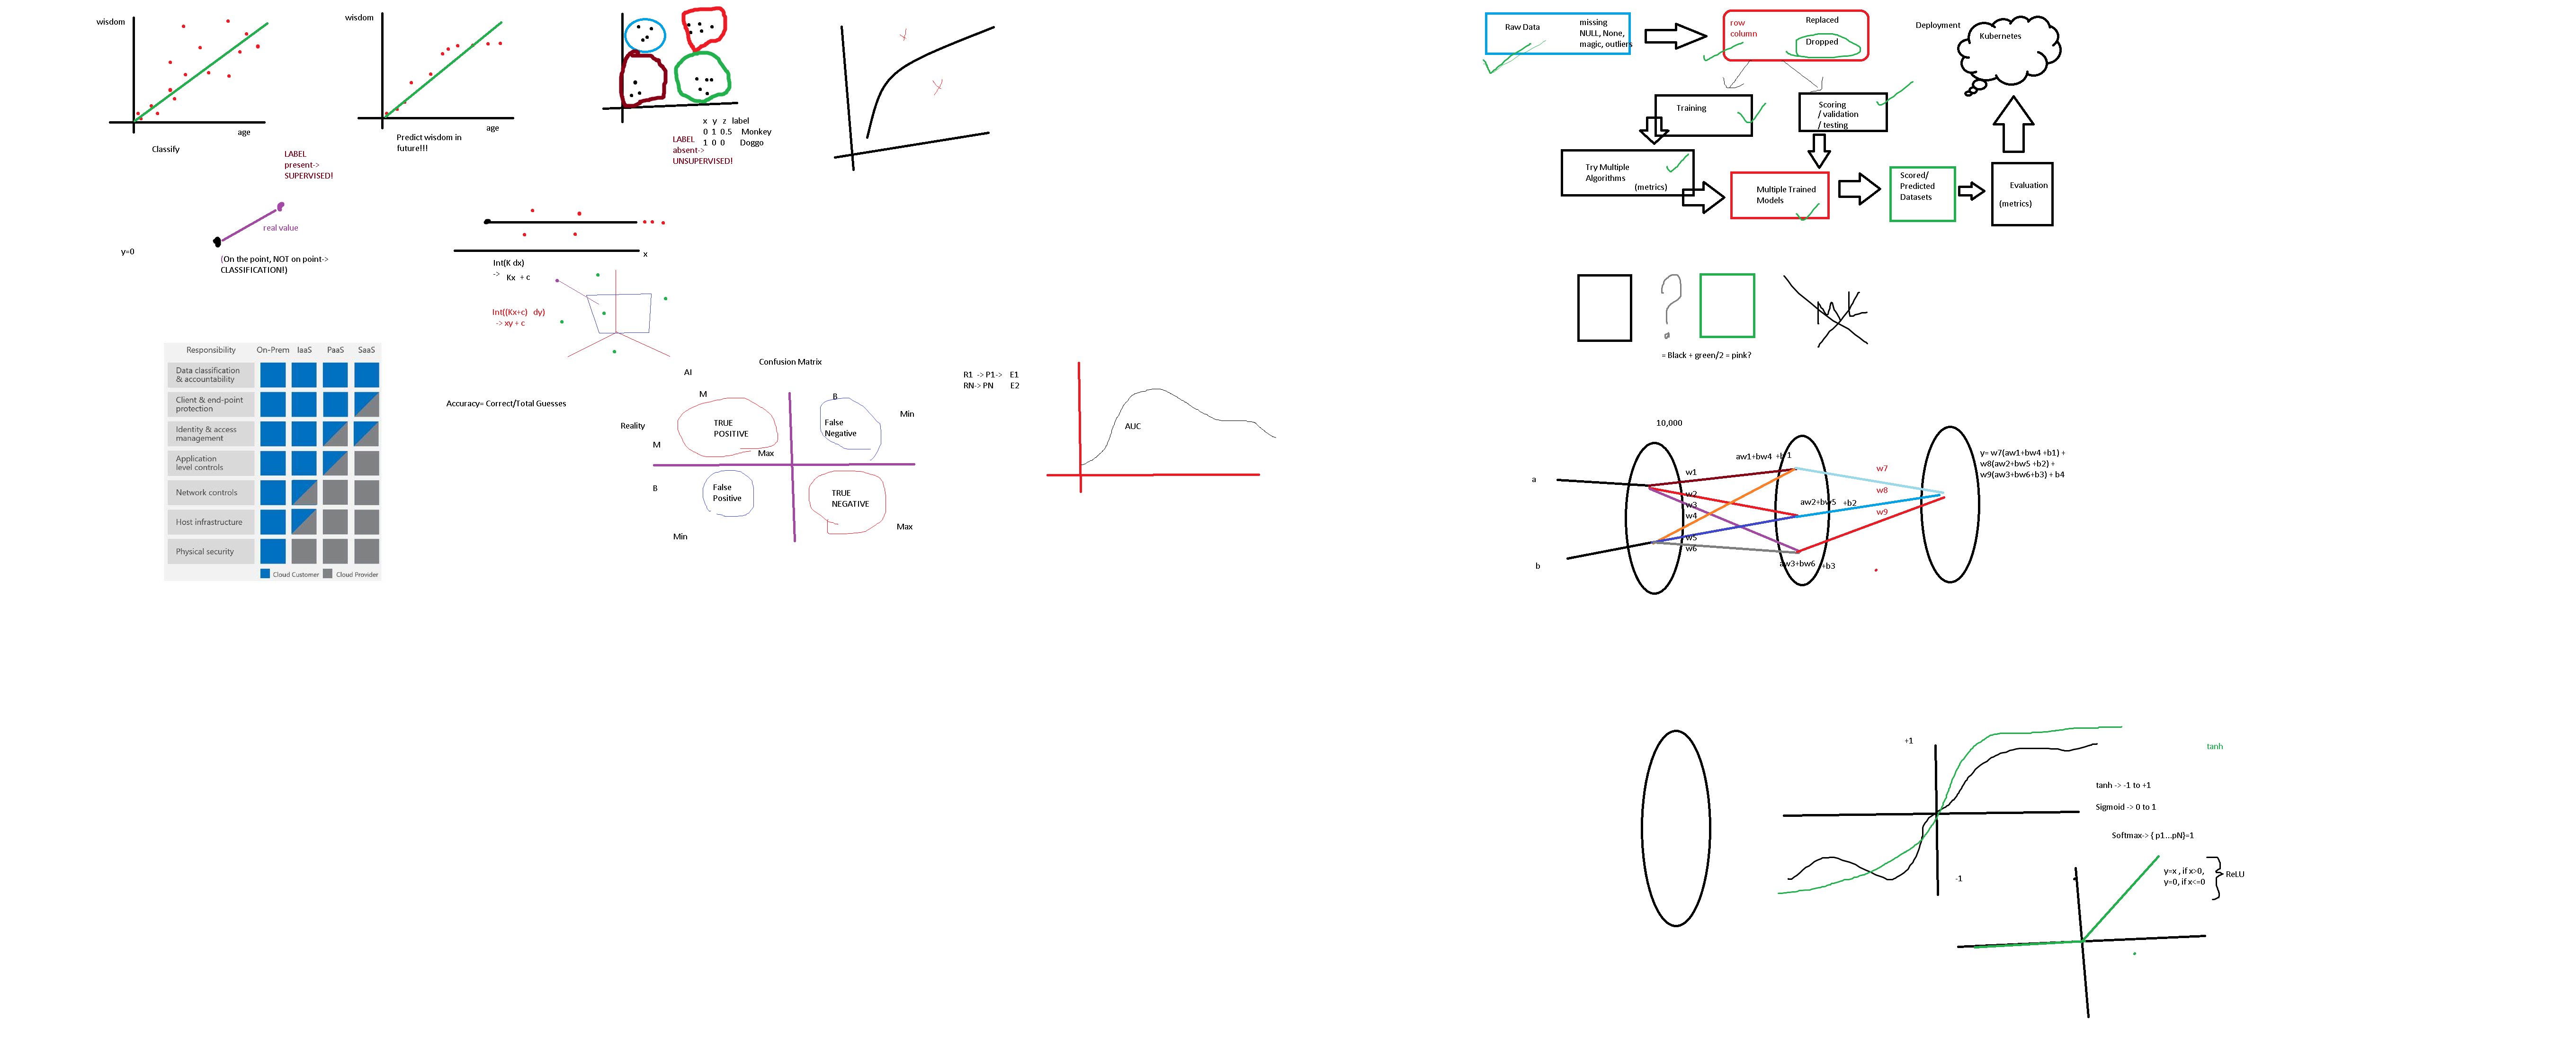 wisdom
age
Classify
LABEL
present->
SUPERVISED!
wisdom
age
Predict wisdom in
future!!!
x y z label
0 1 0.5 Monkey
1 0 0 Doggo
LABEL
absent->
UNSUPERVISED!
y=0
real value
(On the point, NOT on point->
CLASSIFICATION!)
x
Int(K dx)
-> Kx + c
Int((Kx+c) dy)
-> xy + c
Responsibility On-Prem IaaS PaaS SaaS
Data classification
& accountability
Client & end-point
protection
Identity & access
management
Application
level controls
Network controls
Host infrastructure
Physical security
Cloud Customer Cloud Provider
Accuracy= Correct/Total Guesses
Confusion Matrix
AI
M
B
Reality
M
B
TRUE
POSITIVE
Max
False
Negative
Min
False
Positive
Min
TRUE
NEGATIVE
Max
R1 -> P1-> E1
RN-> PN E2
AUC
Raw Data
missing
NULL, None,
magic, outliers
row
column
Replaced
Dropped
Deployment
Kubernetes
Training
Scoring
/ validation
/ testing
Try Multiple
Algorithms
(metrics)
Multiple Trained
Models
Scored/
Predicted
Datasets
Evaluation
(metrics)
?
= Black + green/2 = pink?
10,000
a
b
w1
w2
w3
w4
w5
w6
aw1+bw4 +b1
aw2+bw5 +b2
aw3+bw6 +b3
w7
w8
w9
y= w7(aw1+bw4 +b1) +
w8(aw2+bw5 +b2) +
w9(aw3+bw6+b3) + b4
+1
-1
tanh
tanh -> -1 to +1
Sigmoid -> 0 to 1
Softmax-> { p1...pN}=1
y=x , if x>0,
y=0, if x<=0
ReLU